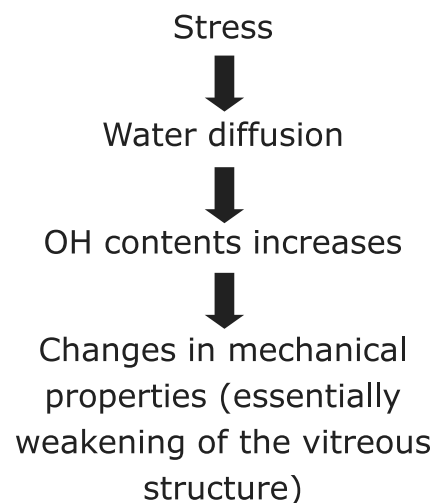 Stress
Water diffusion
OH contents increases
Changes in mechanical
properties (essentially
weakening of the vitreous
structure)